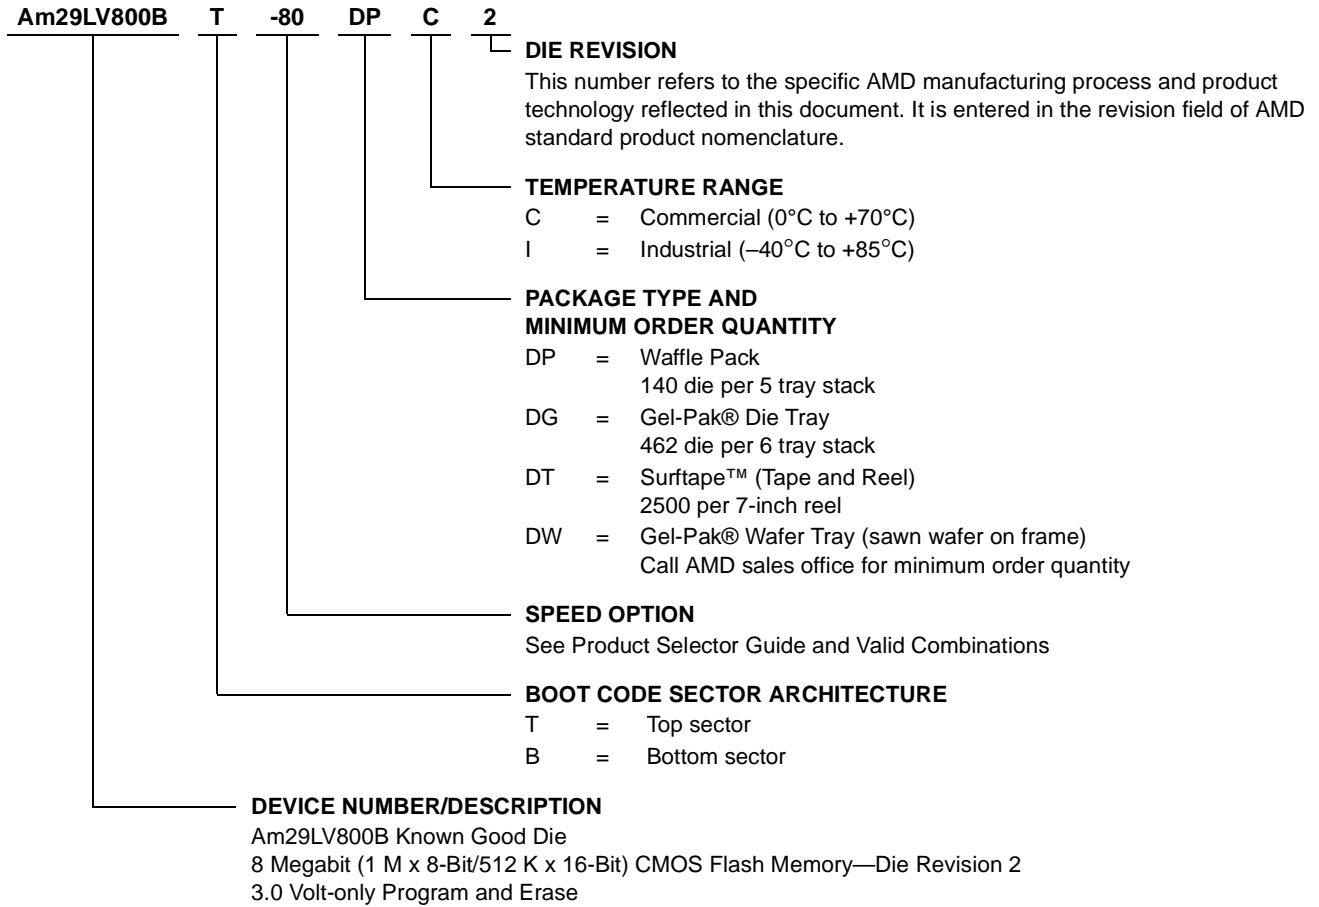 Am29LV800B T -80 DP C 2
DIE REVISION
This number refers to the specific AMD manufacturing process and product
technology reflected in this document. It is entered in the revision field of AMD
standard product nomenclature.
TEMPERATURE RANGE
C = Commercial (0°C to +70°C)
I = Industrial (–40°C to +85°C)
PACKAGE TYPE AND
MINIMUM ORDER QUANTITY
DP = Waffle Pack
140 die per 5 tray stack
DG = Gel-Pak® Die Tray
462 die per 6 tray stack
DT = Surftape™ (Tape and Reel)
2500 per 7-inch reel
DW = Gel-Pak® Wafer Tray (sawn wafer on frame)
Call AMD sales office for minimum order quantity
SPEED OPTION
See Product Selector Guide and Valid Combinations
BOOT CODE SECTOR ARCHITECTURE
T = Top sector
B = Bottom sector
DEVICE NUMBER/DESCRIPTION
Am29LV800B Known Good Die
8 Megabit (1 M x 8-Bit/512 K x 16-Bit) CMOS Flash Memory—Die Revision 2
3.0 Volt-only Program and Erase